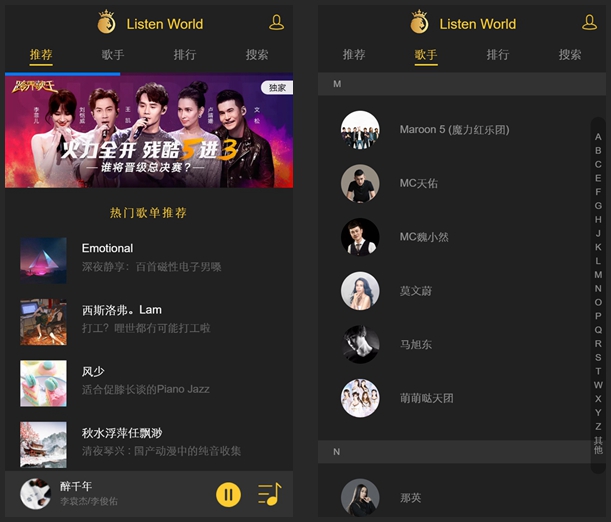 Listen World
推荐 歌手 排行 搜索
跨界歌王
独家
李菲儿
刘恺威
王凯
卢淑姗
文松
火力全开 残酷5进3
谁将晋级总决赛?
热门歌单推荐
Emotional
深夜静享：百首磁性电子男嗓
西斯洛弗。Lam
打工？哩世都冇可能打工啦
风少
适合促膝长谈的Piano Jazz
秋水浮萍任飘渺
清夜琴兴 : 国产动漫中的纯音收集
醉千年
李袁杰/李俊佑
Listen World
推荐 歌手 排行 搜索
M
Maroon 5 (魔力红乐团)
MC天佑
MC魏小然
莫文蔚
马旭东
萌萌哒天团
N
那英
A
B
C
E
F
G
H
J
K
L
M
N
O
P
Q
R
S
T
W
X
Y
Z
其他